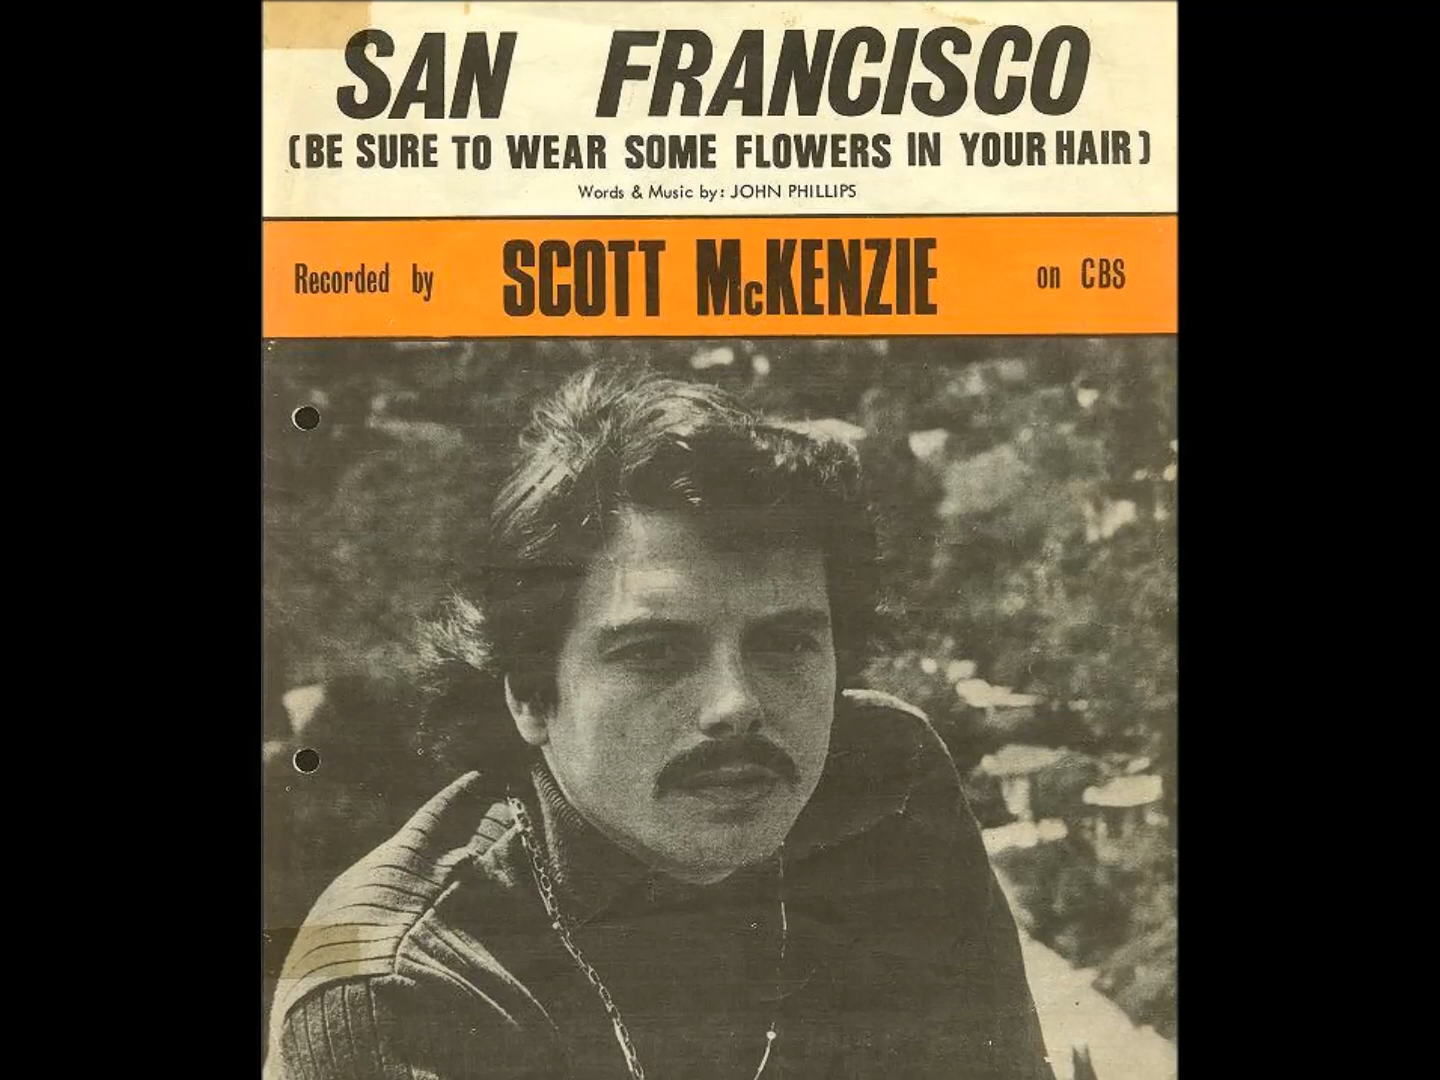 SAN FRANCISCO
(BE SURE TO WEAR SOME FLOWERS IN YOUR HAIR)
Words & Music by: JOHN PHILLIPS
Recorded by SCOTT McKENZIE on CBS